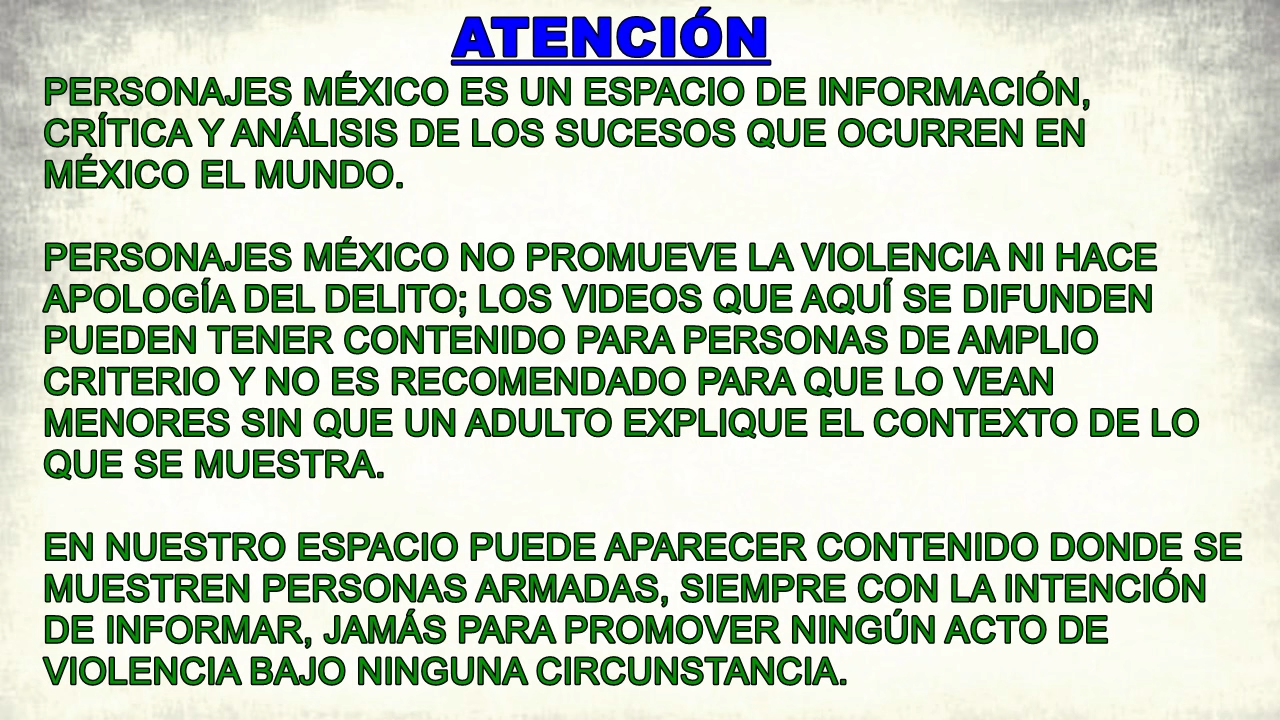 ATENCIÓN
PERSONAJES MÉXICO ES UN ESPACIO DE INFORMACIÓN,
CRÍTICA Y ANÁLISIS DE LOS SUCESOS QUE OCURREN EN
MÉXICO EL MUNDO.
PERSONAJES MÉXICO NO PROMUEVE LA VIOLENCIA NI HACE
APOLOGÍA DEL DELITO; LOS VIDEOS QUE AQUÍ SE DIFUNDEN
PUEDEN TENER CONTENIDO PARA PERSONAS DE AMPLIO
CRITERIO Y NO ES RECOMENDADO PARA QUE LO VEAN
MENORES SIN QUE UN ADULTO EXPLIQUE EL CONTEXTO DE LO
QUE SE MUESTRA.
EN NUESTRO ESPACIO PUEDE APARECER CONTENIDO DONDE SE
MUESTREN PERSONAS ARMADAS, SIEMPRE CON LA INTENCIÓN
DE INFORMAR, JAMÁS PARA PROMOVER NINGÚN ACTO DE
VIOLENCIA BAJO NINGUNA CIRCUNSTANCIA.